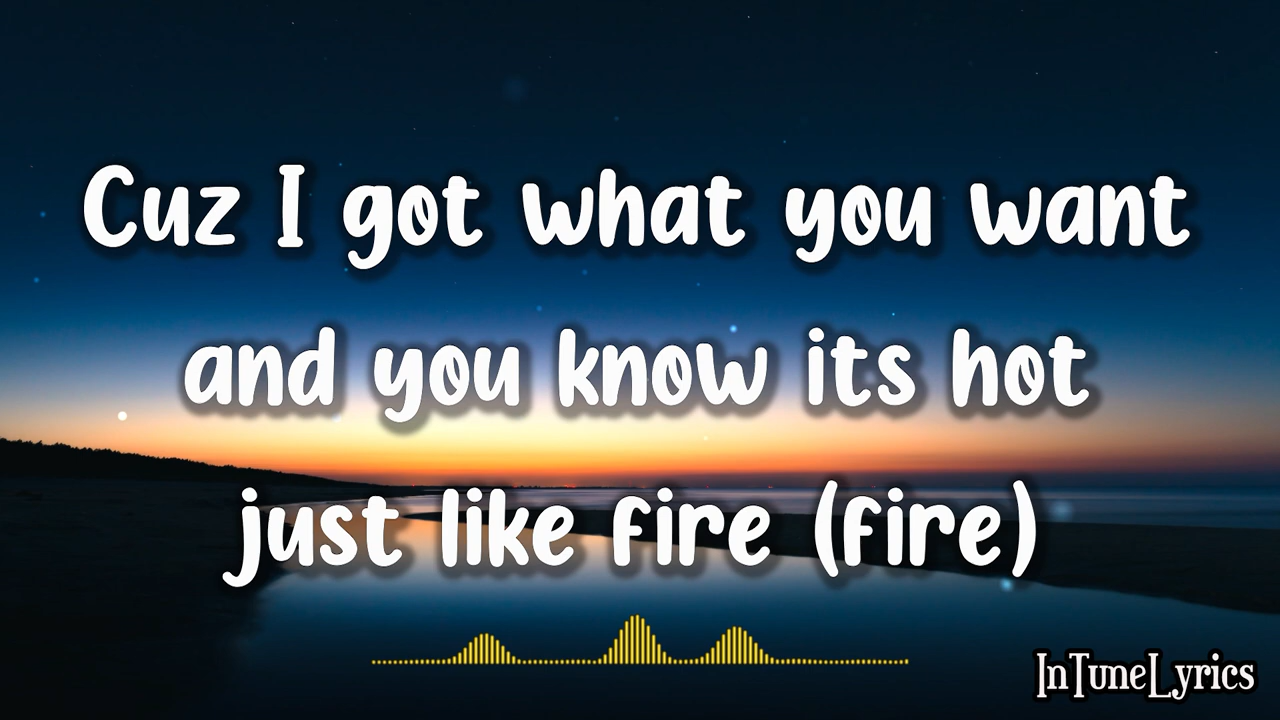 Cuz I got what you want
and you know its hot
just like fire (fire)
InTuneLyrics